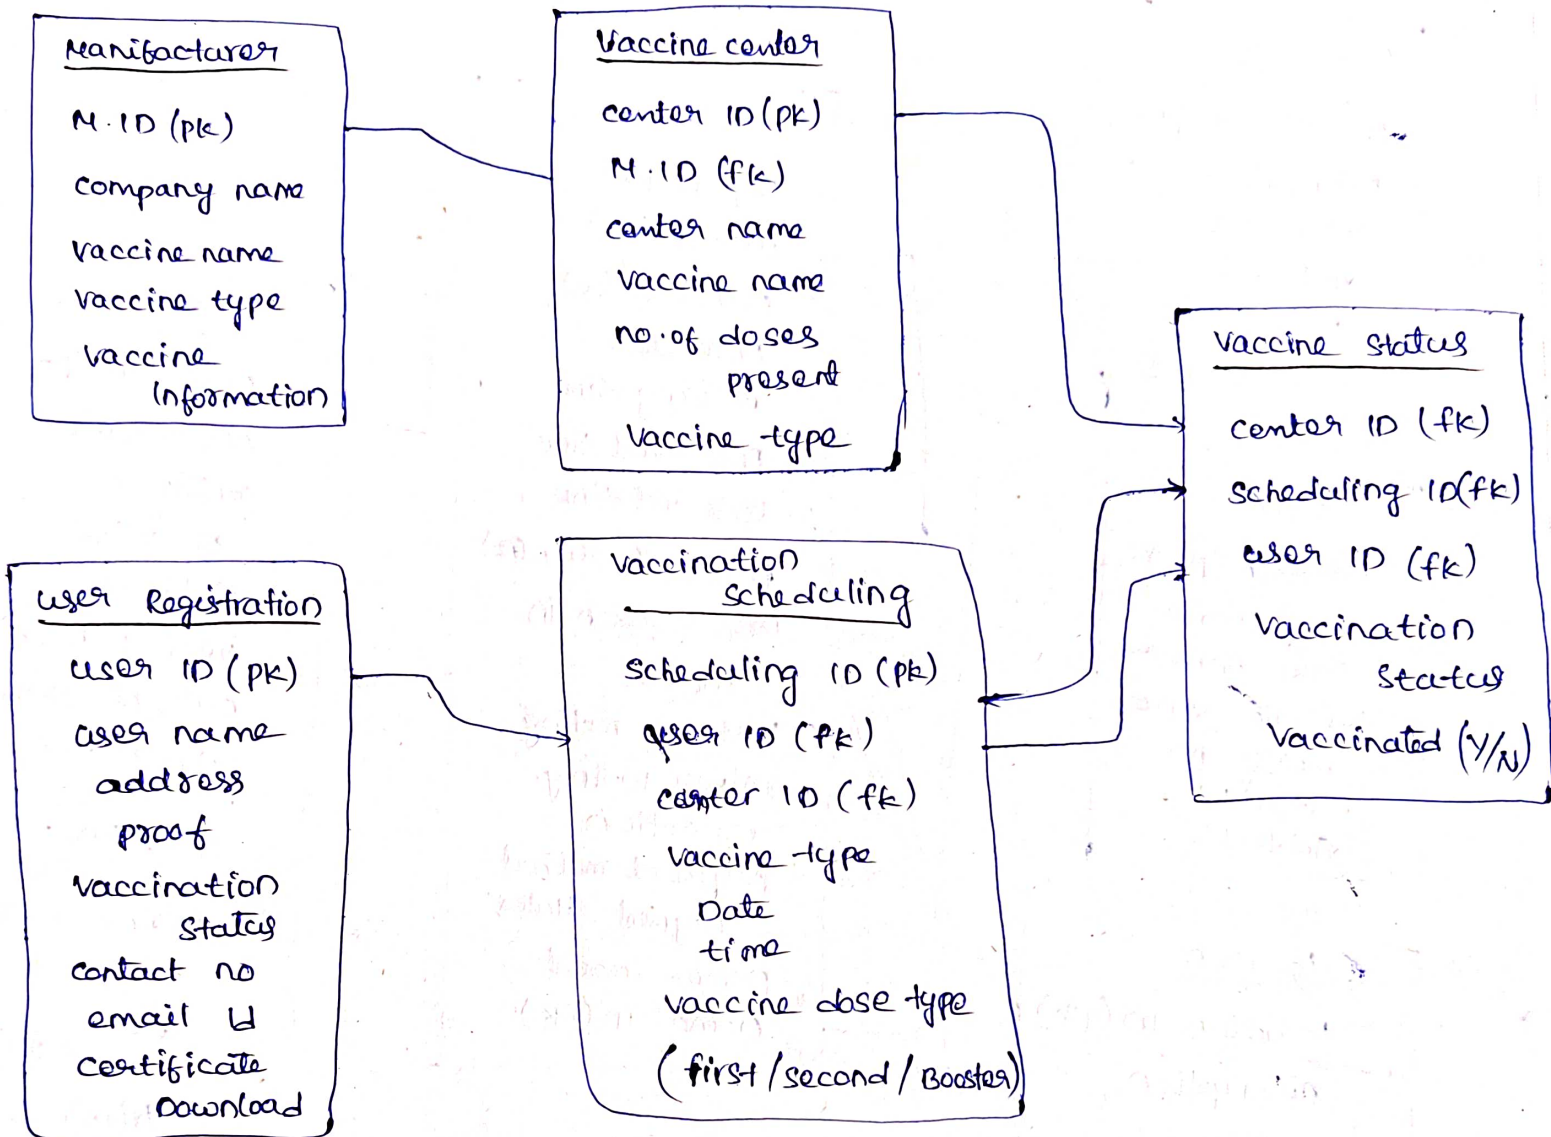 Manifacturer
M.ID (pk)
company name
vaccine name
vaccine type
vaccine
Information
Vaccine center
center ID (pk)
M.ID (fk)
center name
vaccine name
no.of doses
present
Vaccine type
Vaccine Status
center ID (fk)
scheduling ID(fk)
user ID (fk)
Vaccination
Status
Vaccinated (Y/N)
user Registration
user ID (pk)
user name
address
proof
vaccination
Status
contact no
email Id
certificate
Download
Vaccination
Scheduling
scheduling ID (pk)
user ID (fk)
center ID (fk)
vaccine type
Date
time
vaccine dose type
(first/second/Booster)